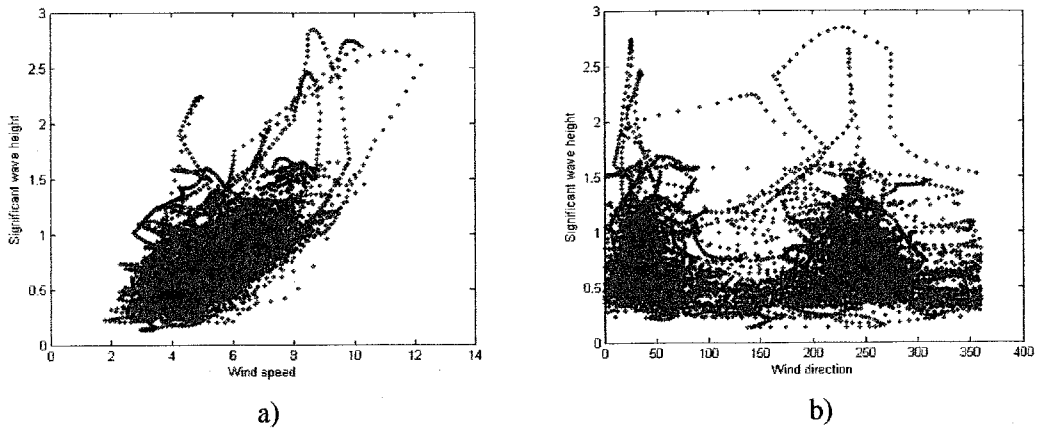 3
2.5
2
1.5
1
0.5
0
Significant wave height
0 2 4 6 8 10 12 14
Wind speed
a)
3
2.5
2
1.5
1
0.5
0
Significant wave height
0 50 100 150 200 250 300 350 400
Wind direction
b)